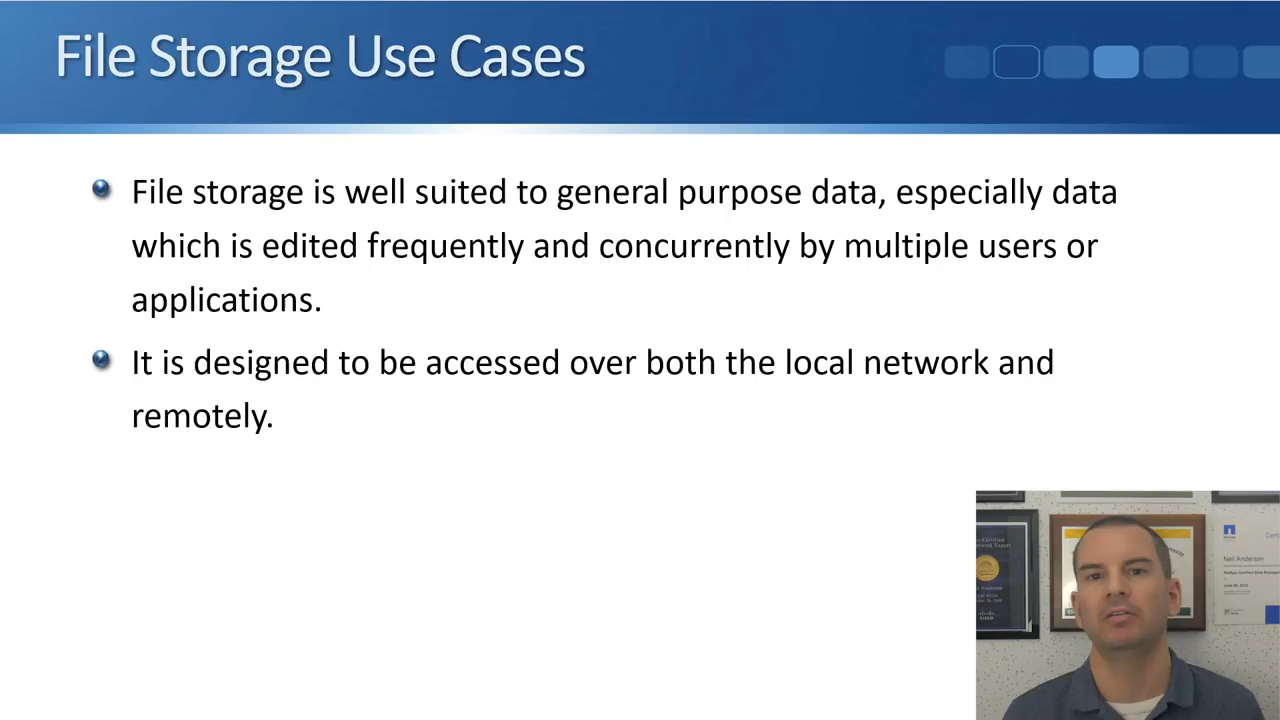 File Storage Use Cases
File storage is well suited to general purpose data, especially data
which is edited frequently and concurrently by multiple users or
applications.
It is designed to be accessed over both the local network and
remotely.
Neil Anderson